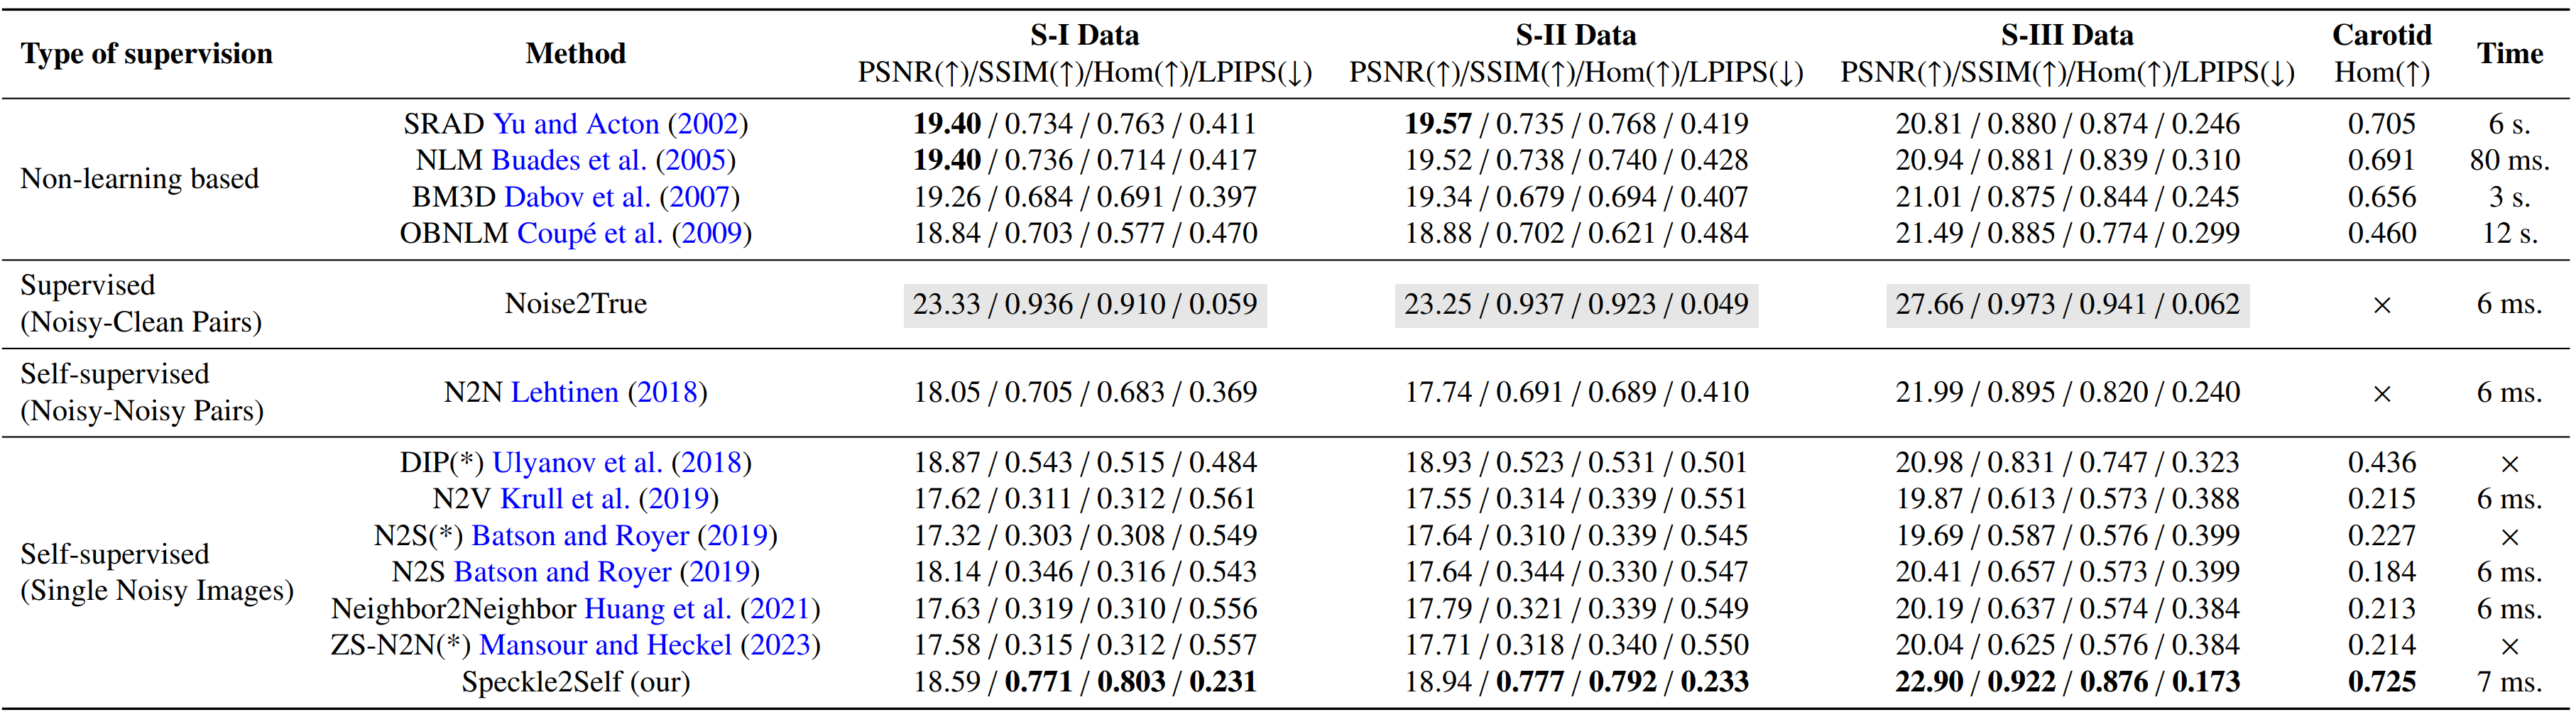 Type of supervision Method S-I Data S-II Data S-III Data Carotid Time
PSNR(↑)/SSIM(↑)/Hom(↑)/LPIPS(↓) PSNR(↑)/SSIM(↑)/Hom(↑)/LPIPS(↓) PSNR(↑)/SSIM(↑)/Hom(↑)/LPIPS(↓) Hom(↑)
Non-learning based
SRAD Yu and Acton (2002) 19.40 / 0.734 / 0.763 / 0.411 19.57 / 0.735 / 0.768 / 0.419 20.81 / 0.880 / 0.874 / 0.246 0.705 6 s.
NLM Buades et al. (2005) 19.40 / 0.736 / 0.714 / 0.417 19.52 / 0.738 / 0.740 / 0.428 20.94 / 0.881 / 0.839 / 0.310 0.691 80 ms.
BM3D Dabov et al. (2007) 19.26 / 0.684 / 0.691 / 0.397 19.34 / 0.679 / 0.694 / 0.407 21.01 / 0.875 / 0.844 / 0.245 0.656 3 s.
OBNLM Coupé et al. (2009) 18.84 / 0.703 / 0.577 / 0.470 18.88 / 0.702 / 0.621 / 0.484 21.49 / 0.885 / 0.774 / 0.299 0.460 12 s.
Supervised
(Noisy-Clean Pairs)
Noise2True 23.33 / 0.936 / 0.910 / 0.059 23.25 / 0.937 / 0.923 / 0.049 27.66 / 0.973 / 0.941 / 0.062 × 6 ms.
Self-supervised
(Noisy-Noisy Pairs)
N2N Lehtinen (2018) 18.05 / 0.705 / 0.683 / 0.369 17.74 / 0.691 / 0.689 / 0.410 21.99 / 0.895 / 0.820 / 0.240 × 6 ms.
Self-supervised
(Single Noisy Images)
DIP(*) Ulyanov et al. (2018) 18.87 / 0.543 / 0.515 / 0.484 18.93 / 0.523 / 0.531 / 0.501 20.98 / 0.831 / 0.747 / 0.323 0.436 ×
N2V Krull et al. (2019) 17.62 / 0.311 / 0.312 / 0.561 17.55 / 0.314 / 0.339 / 0.551 19.87 / 0.613 / 0.573 / 0.388 0.215 6 ms.
N2S(*) Batson and Royer (2019) 17.32 / 0.303 / 0.308 / 0.549 17.64 / 0.310 / 0.339 / 0.545 19.69 / 0.587 / 0.576 / 0.399 0.227 ×
N2S Batson and Royer (2019) 18.14 / 0.346 / 0.316 / 0.543 17.64 / 0.344 / 0.330 / 0.547 20.41 / 0.657 / 0.573 / 0.399 0.184 6 ms.
Neighbor2Neighbor Huang et al. (2021) 17.63 / 0.319 / 0.310 / 0.556 17.79 / 0.321 / 0.339 / 0.549 20.19 / 0.637 / 0.574 / 0.384 0.213 6 ms.
ZS-N2N(*) Mansour and Heckel (2023) 17.58 / 0.315 / 0.312 / 0.557 17.71 / 0.318 / 0.340 / 0.550 20.04 / 0.625 / 0.576 / 0.384 0.214 ×
Speckle2Self (our) 18.59 / 0.771 / 0.803 / 0.231 18.94 / 0.777 / 0.792 / 0.233 22.90 / 0.922 / 0.876 / 0.173 0.725 7 ms.